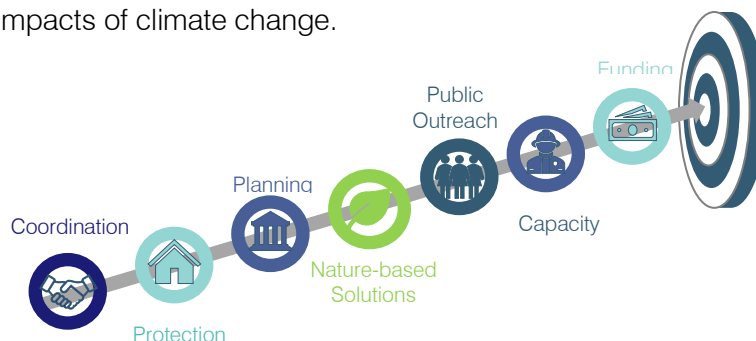 mpacts of climate change.
Funding
Public
Outreach
Planning
Capacity
Coordination
Nature-based
Solutions
Protection